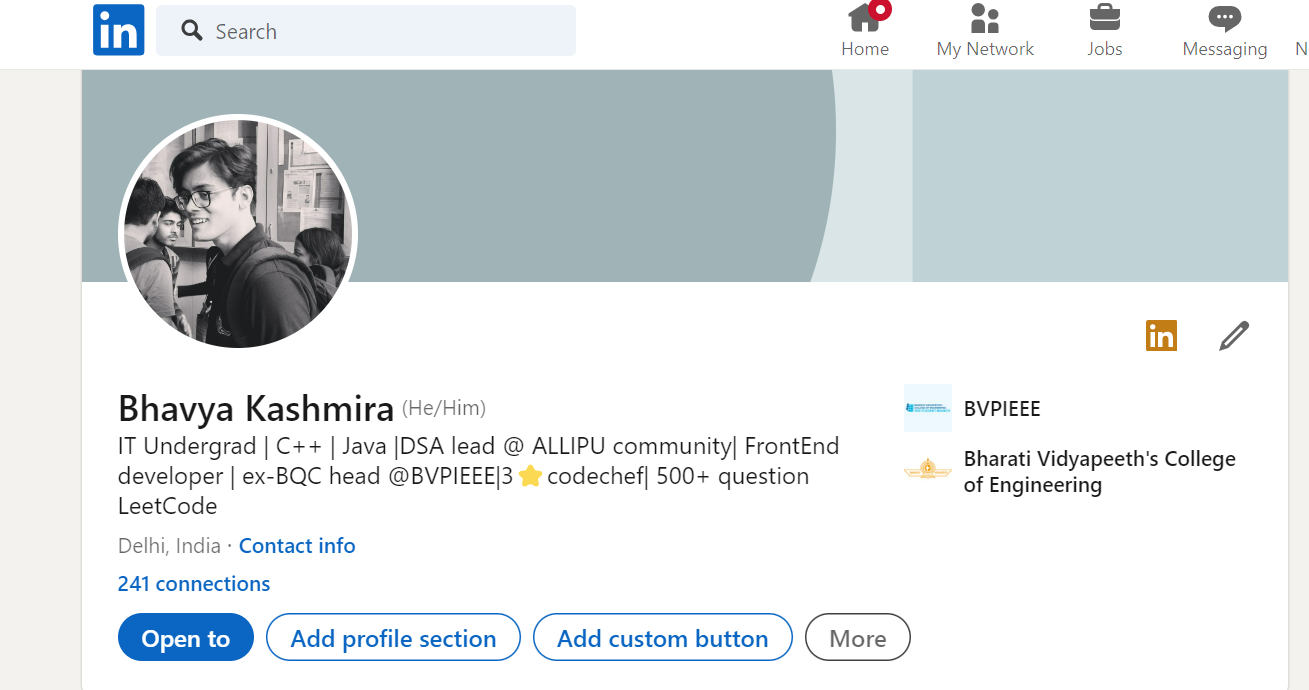 in
Search
Home
My Network
Jobs
Messaging
N
in
Bhavya Kashmira (He/Him)
IT Undergrad | C++ | Java |DSA lead @ ALLIPU community| FrontEnd
developer | ex-BQC head @BVPIEEE|3⭐codechef| 500+ question
LeetCode
Delhi, India · Contact info
241 connections
Open to
Add profile section
Add custom button
More
BVPIEEE
Bharati Vidyapeeth's College
of Engineering